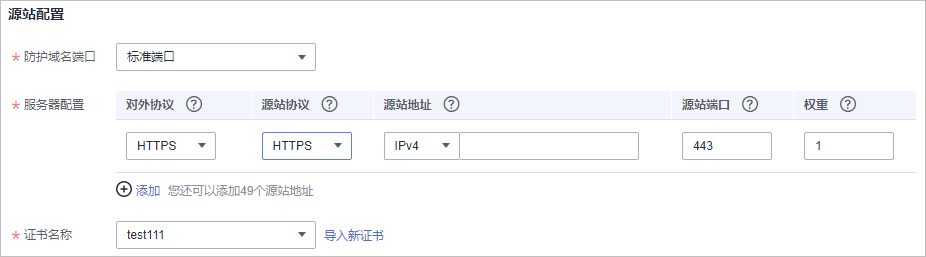 源站配置
* 防护域名端口 标准端口
* 服务器配置 对外协议 ? 源站协议 ? 源站地址 ? 源站端口 ? 权重 ?
HTTPS HTTPS IPv4 443 1
添加 您还可以添加49个源站地址
* 证书名称 test111 导入新证书